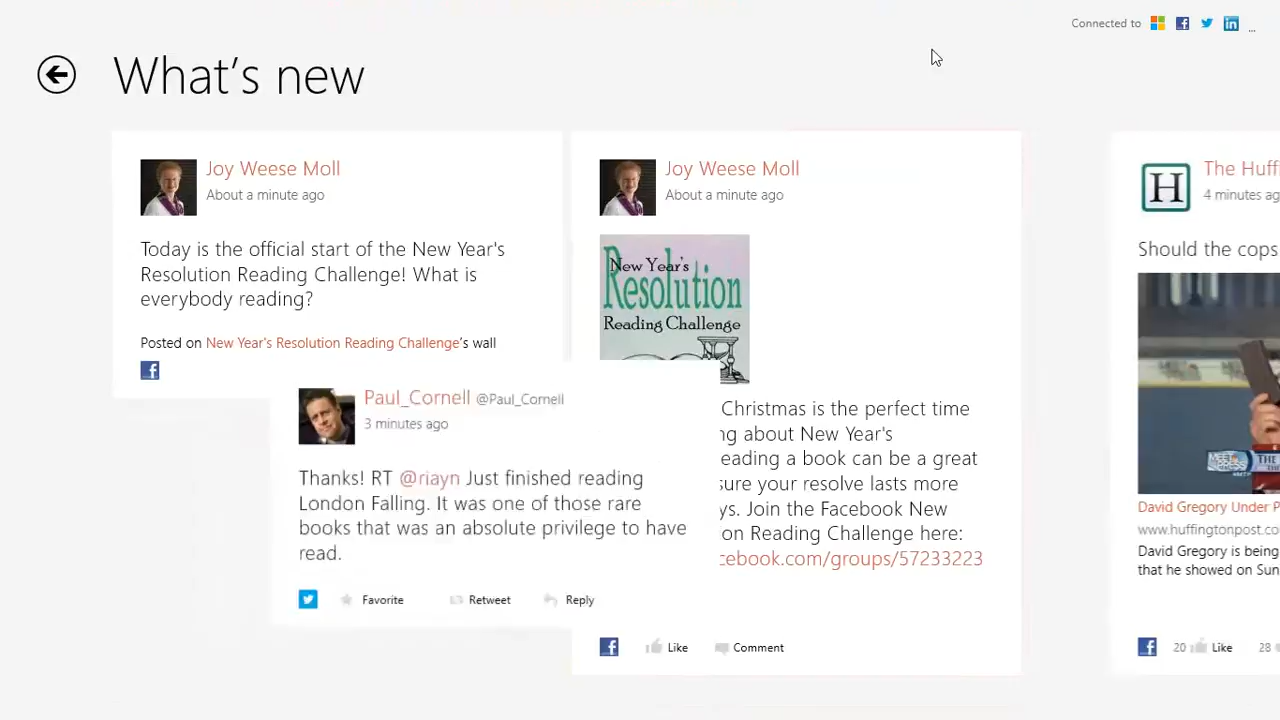 Connected to
...
What's new
Joy Weese Moll
About a minute ago
Today is the official start of the New Year's
Resolution Reading Challenge! What is
everybody reading?
Posted on New Year's Resolution Reading Challenge's wall
Joy Weese Moll
About a minute ago
New Year's
Resolution
Reading Challenge
Christmas is the perfect time
ng about New Year's
eading a book can be a great
sure your resolve lasts more
ys. Join the Facebook New
on Reading Challenge here:
cebook.com/groups/57233223
Like Comment
Paul_Cornell @Paul_Cornell
3 minutes ago
Thanks! RT @riayn Just finished reading
London Falling. It was one of those rare
books that was an absolute privilege to have
read.
Favorite Retweet Reply
H
The Huff
4 minutes ag
Should the cops
MEET
PRESS
THE
David Gregory Under P
www.huffingtonpost.co
David Gregory is being
that he showed on Sun
20 Like 28